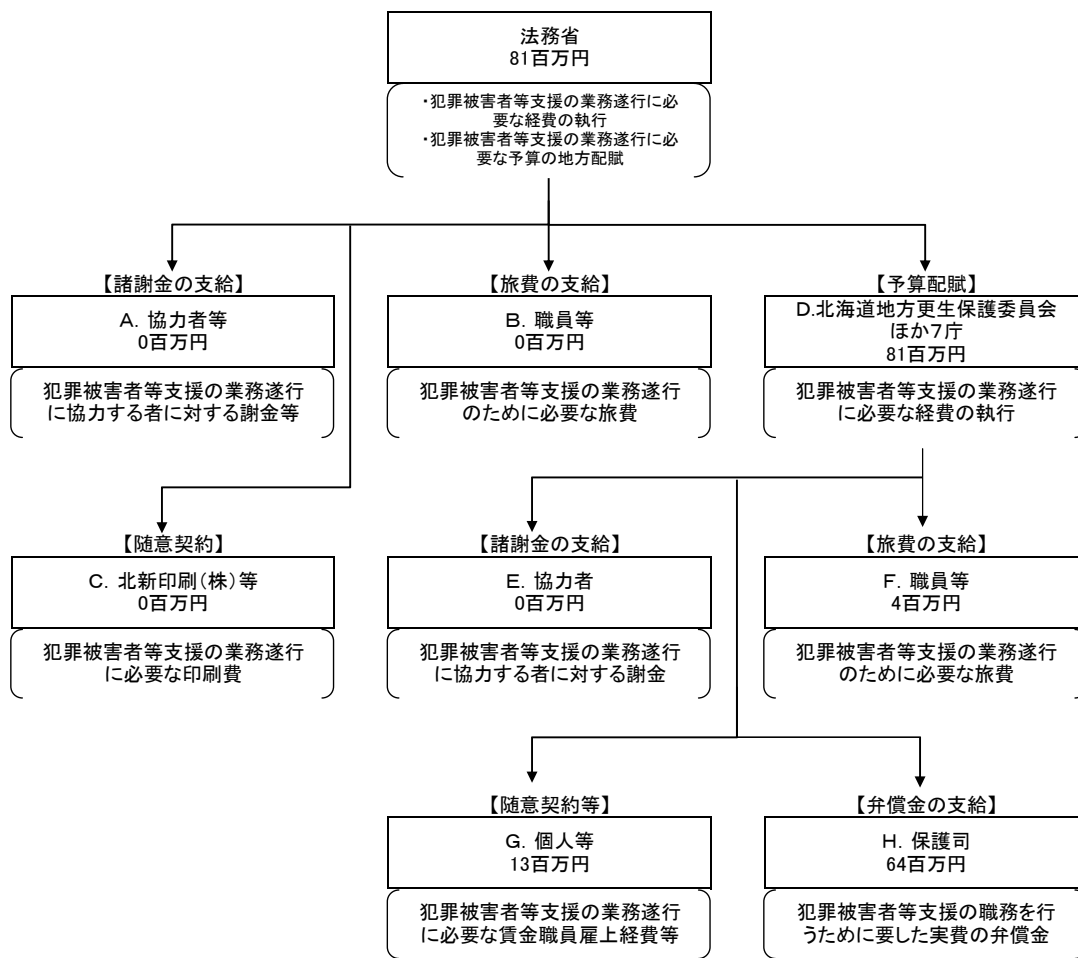 法務省
81百万円
・犯罪被害者等支援の業務遂行に必
要な経費の執行
・犯罪被害者等支援の業務遂行に必
要な予算の地方配賦
【諸謝金の支給】
A. 協力者等
0百万円
犯罪被害者等支援の業務遂行
に協力する者に対する謝金等
【旅費の支給】
B. 職員等
0百万円
犯罪被害者等支援の業務遂行
のために必要な旅費
【予算配賦】
D.北海道地方更生保護委員会
ほか7庁
81百万円
犯罪被害者等支援の業務遂行
に必要な経費の執行
【随意契約】
C. 北新印刷(株)等
0百万円
犯罪被害者等支援の業務遂行
に必要な印刷費
【諸謝金の支給】
E. 協力者
0百万円
犯罪被害者等支援の業務遂行
に協力する者に対する謝金
【旅費の支給】
F. 職員等
4百万円
犯罪被害者等支援の業務遂行
のために必要な旅費
【随意契約等】
G. 個人等
13百万円
犯罪被害者等支援の業務遂行
に必要な賃金職員雇上経費等
【弁償金の支給】
H. 保護司
64百万円
犯罪被害者等支援の職務を行
うために要した実費の弁償金